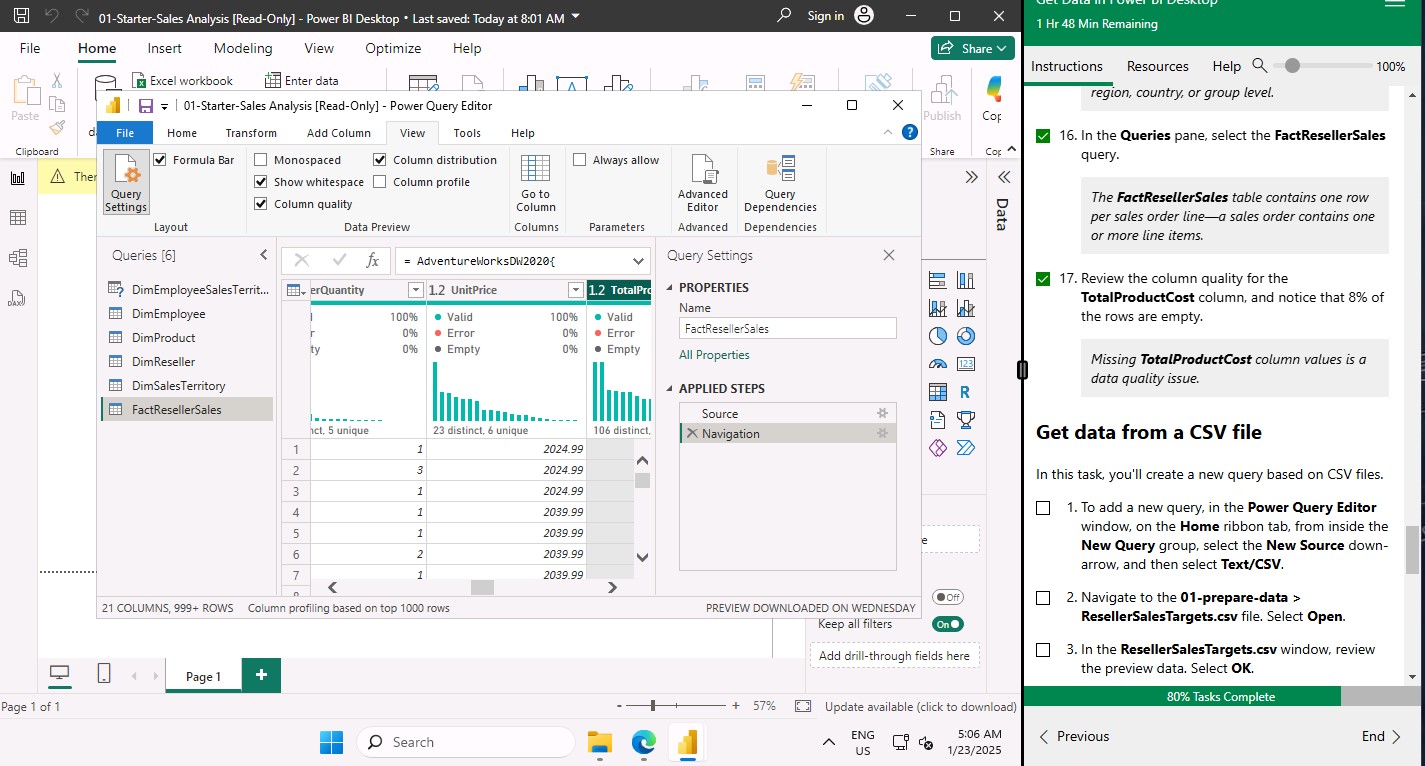 01-Starter-Sales Analysis [Read-Only] - Power BI Desktop • Last saved: Today at 8:01 AM
Sign in
File Home Insert Modeling View Optimize Help
Share
Excel workbook
Enter data
Paste
Clipboard
Publish
Share
01-Starter-Sales Analysis [Read-Only] - Power Query Editor
File Home Transform Add Column View Tools Help
Query Settings
Formula Bar
Layout
Monospaced
Show whitespace
Column quality
Column distribution
Column profile
Data Preview
Go to Column
Columns
Always allow
Parameters
Advanced Editor
Advanced
Query Dependencies
Dependencies
Queries [6]
DimEmployeeSalesTerrit...
DimEmployee
DimProduct
DimReseller
DimSalesTerritory
FactResellerSales
fx
= AdventureWorksDW2020{
erQuantity 1.2 UnitPrice 1.2 TotalPro
100% Valid 100% Valid
0% Error 0% Error
0% Empty 0% Empty
nct, 5 unique 23 distinct, 6 unique 106 distinct,
1 1 2024.99
2 3 2024.99
3 1 2024.99
4 1 2039.99
5 1 2039.99
6 2 2039.99
7 1 2039.99
Query Settings
PROPERTIES
Name
FactResellerSales
All Properties
APPLIED STEPS
Source
Navigation
21 COLUMNS, 999+ ROWS Column profiling based on top 1000 rows
PREVIEW DOWNLOADED ON WEDNESDAY
Data
123
R
Off
Keep all filters
On
Add drill-through fields here
Page 1
+
Page 1 of 1
- + 57%
Update available (click to download)
Search
ENG
US
5:06 AM
1/23/2025
Get Data in Power BI Desktop
1 Hr 48 Min Remaining
Instructions Resources Help
100%
region, country, or group level.
16. In the Queries pane, select the FactResellerSales
query.
The FactResellerSales table contains one row
per sales order line—a sales order contains one
or more line items.
17. Review the column quality for the
TotalProductCost column, and notice that 8% of
the rows are empty.
Missing TotalProductCost column values is a
data quality issue.
Get data from a CSV file
In this task, you'll create a new query based on CSV files.
1. To add a new query, in the Power Query Editor
window, on the Home ribbon tab, from inside the
New Query group, select the New Source down-
arrow, and then select Text/CSV.
2. Navigate to the 01-prepare-data >
ResellerSalesTargets.csv file. Select Open.
3. In the ResellerSalesTargets.csv window, review
the preview data. Select OK.
80% Tasks Complete
Previous
End